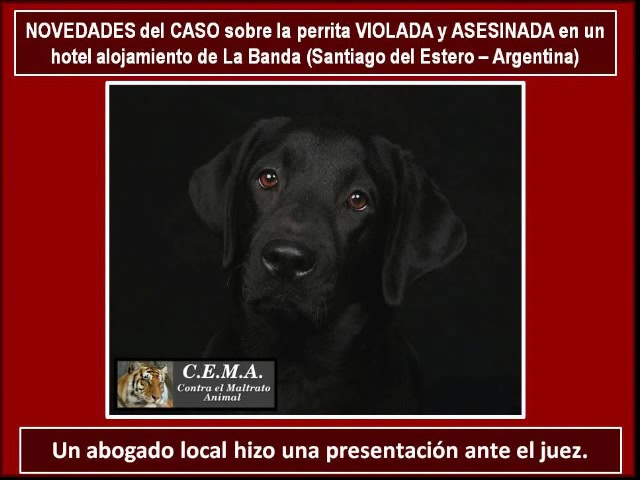 NOVEDADES del CASO sobre la perrita VIOLADA y ASESINADA en un
hotel alojamiento de La Banda (Santiago del Estero – Argentina)
C.E.M.A.
Contra el Maltrato
Animal
Un abogado local hizo una presentación ante el juez.